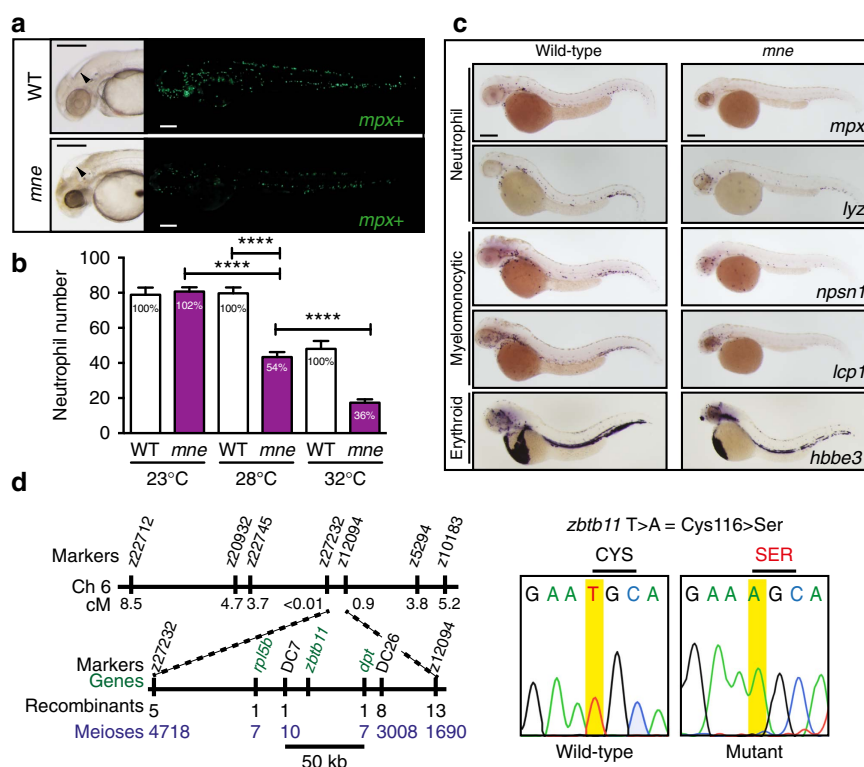 a
WT
mpx+
mne
mpx+
b
Neutrophil number
100
80
60
40
20
0
****
****
****
100%
102%
100%
54%
100%
36%
WT mne WT mne WT mne
23°C 28°C 32°C
c
Wild-type mne
Neutrophil
mpx
lyz
Myelomonocytic
npsn1
lcp1
Erythroid
hbbe3
d
Markers
z22712 z20932 z22745 z27232 z12094 z5294 z10183
Ch 6
cM 8.5 4.7 3.7 <0.01 0.9 3.8 5.2
Markers
Genes
z27232 rpl5b DC7 zbtb11 dpt DC26 z12094
Recombinants
5 1 1 1 8 13
Meioses 4718 7 10 7 3008 1690
50 kb
zbtb11 T>A = Cys116>Ser
CYS SER
G A A T G C A
G A A A G C A
Wild-type Mutant